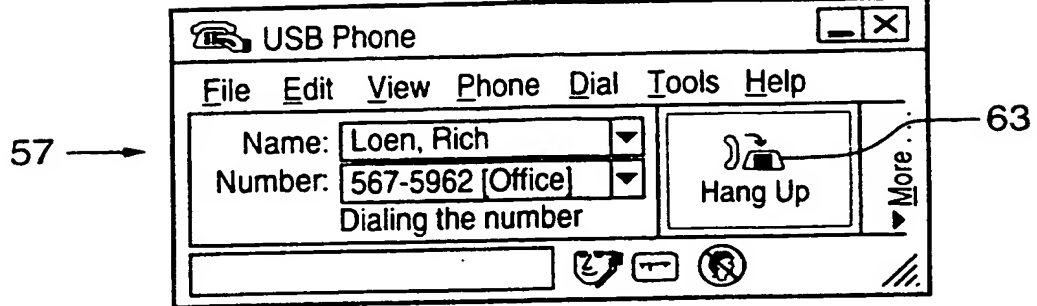 USB Phone
File Edit View Phone Dial Tools Help
57
Name: Loen, Rich
Number: 567-5962 [Office]
Dialing the number
Hang Up
More...
63